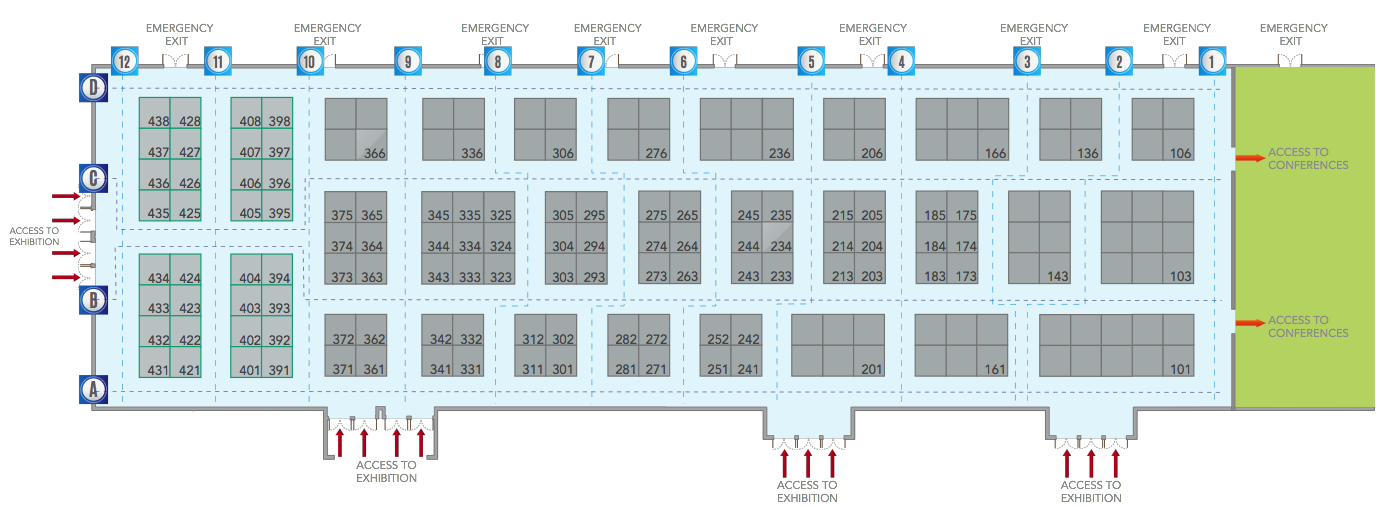 EMERGENCY EXIT
EMERGENCY EXIT
EMERGENCY EXIT
EMERGENCY EXIT
EMERGENCY EXIT
EMERGENCY EXIT
EMERGENCY EXIT
EMERGENCY EXIT
EMERGENCY EXIT
12 11 10 9 8 7 6 5 4 3 2 1
D
438 428 408 398
437 427 407 397
366 336 306 276 236 206 166 136 106
436 426 406 396
435 425 405 395
C
ACCESS TO
CONFERENCES
375 365 345 335 325 305 295 275 265 245 235 215 205 185 175
374 364 344 334 324 304 294 274 264 244 234 214 204 184 174
373 363 343 333 323 303 293 273 263 243 233 213 203 183 173 143 103
ACCESS TO
EXHIBITION
B
434 424 404 394
433 423 403 393
432 422 402 392
431 421 401 391
372 362 342 332 312 302 282 272 252 242
371 361 341 331 311 301 281 271 251 241 201 161 101
ACCESS TO
CONFERENCES
A
ACCESS TO
EXHIBITION
ACCESS TO
EXHIBITION
ACCESS TO
EXHIBITION